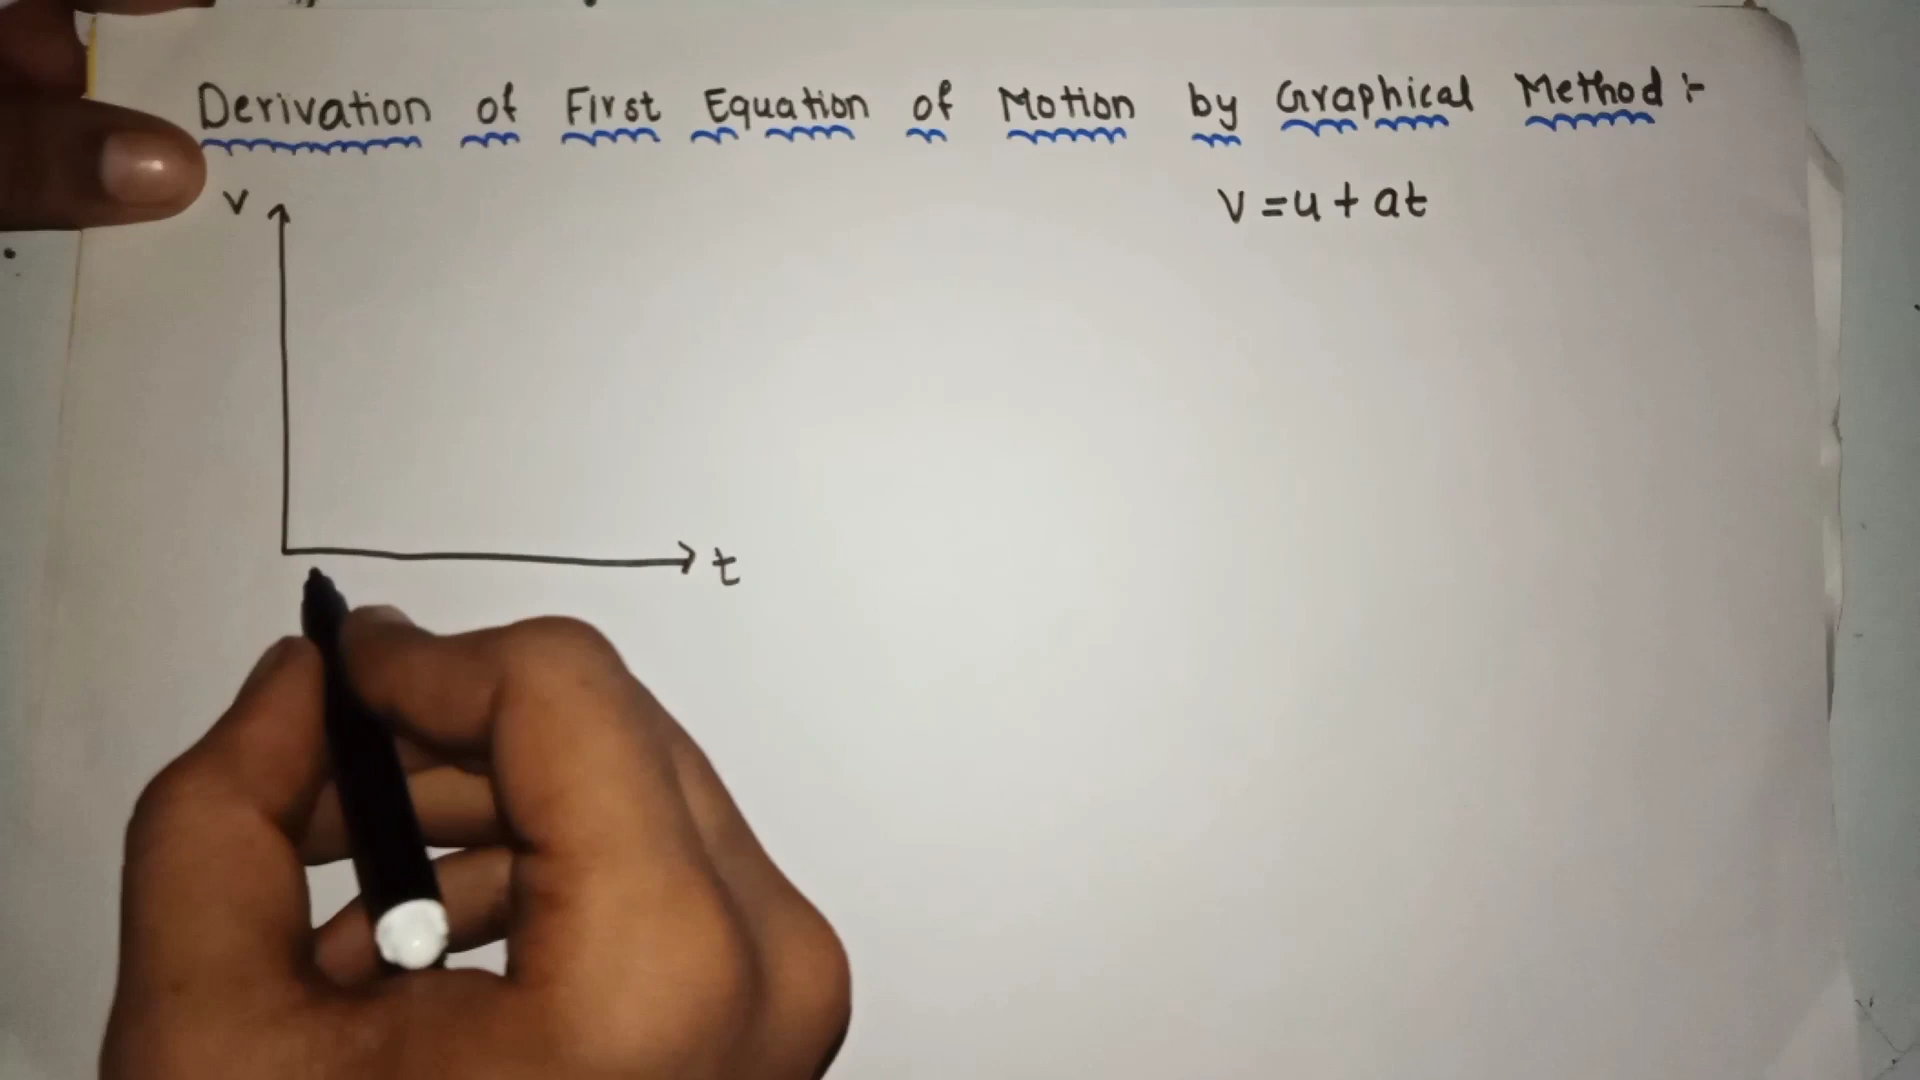 Derivation of First Equation of Motion by Graphical Method :-
v
V = u + at
t